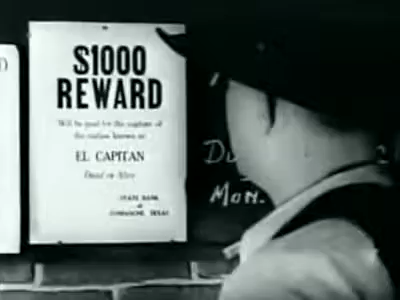 $1000
REWARD
Will be paid for the capture of
the outlaw known as
EL CAPITAN
Dead or Alive
STATE BANK
of
COMANCHE, TEXAS
Mon.